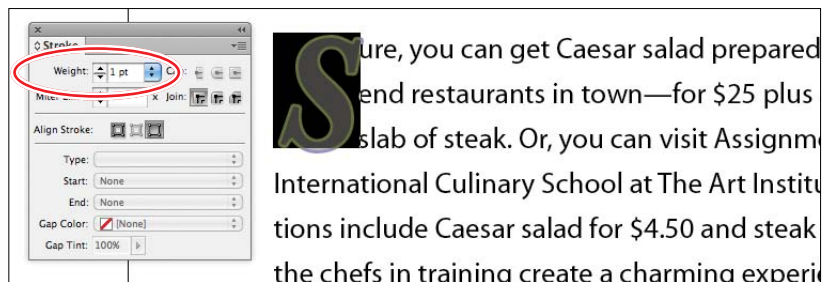 Stroke
Weight: 1 pt
x Join:
Align Stroke:
Type:
Start: None
End: None
Gap Color: [None]
Gap Tint: 100%
Sure, you can get Caesar salad prepared
end restaurants in town—for $25 plus
slab of steak. Or, you can visit Assignm
International Culinary School at The Art Institu
tions include Caesar salad for $4.50 and steak
the chefs in training create a charming experie